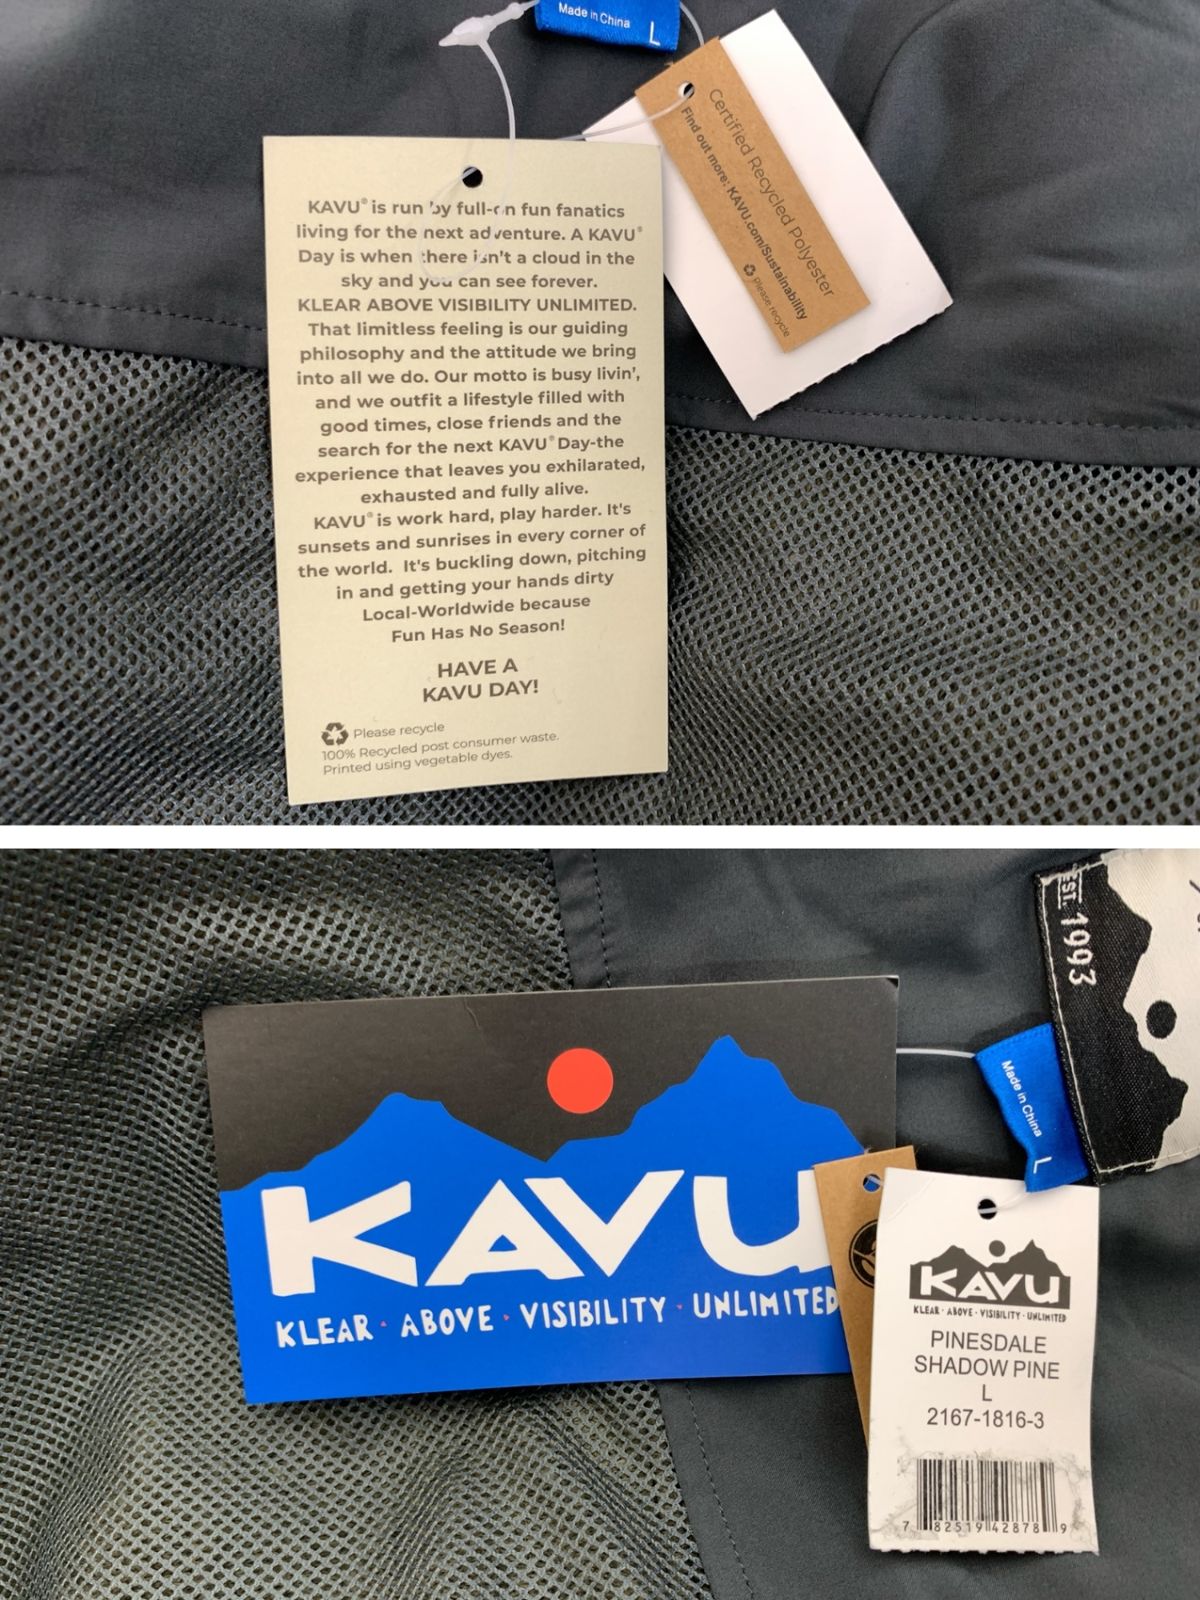 Made in China
L
Certified Recycled Polyester
Find out more: KAVU.com/Sustainability
Please recycle
KAVU® is run by full-on fun fanatics
living for the next adventure. A KAVU®
Day is when there isn't a cloud in the
sky and you can see forever.
KLEAR ABOVE VISIBILITY UNLIMITED.
That limitless feeling is our guiding
philosophy and the attitude we bring
into all we do. Our motto is busy livin',
and we outfit a lifestyle filled with
good times, close friends and the
search for the next KAVU® Day-the
experience that leaves you exhilarated,
exhausted and fully alive.
KAVU® is work hard, play harder. It's
sunsets and sunrises in every corner of
the world. It's buckling down, pitching
in and getting your hands dirty
Local-Worldwide because
Fun Has No Season!
HAVE A
KAVU DAY!
Please recycle
100% Recycled post consumer waste.
Printed using vegetable dyes.
EST. 1993
Made in China
L
KAVU
KLEAR · ABOVE · VISIBILITY · UNLIMITED
KAVU
KLEAR · ABOVE · VISIBILITY · UNLIMITED
PINESDALE
SHADOW PINE
L
2167-1816-3
7 82519 42878 9